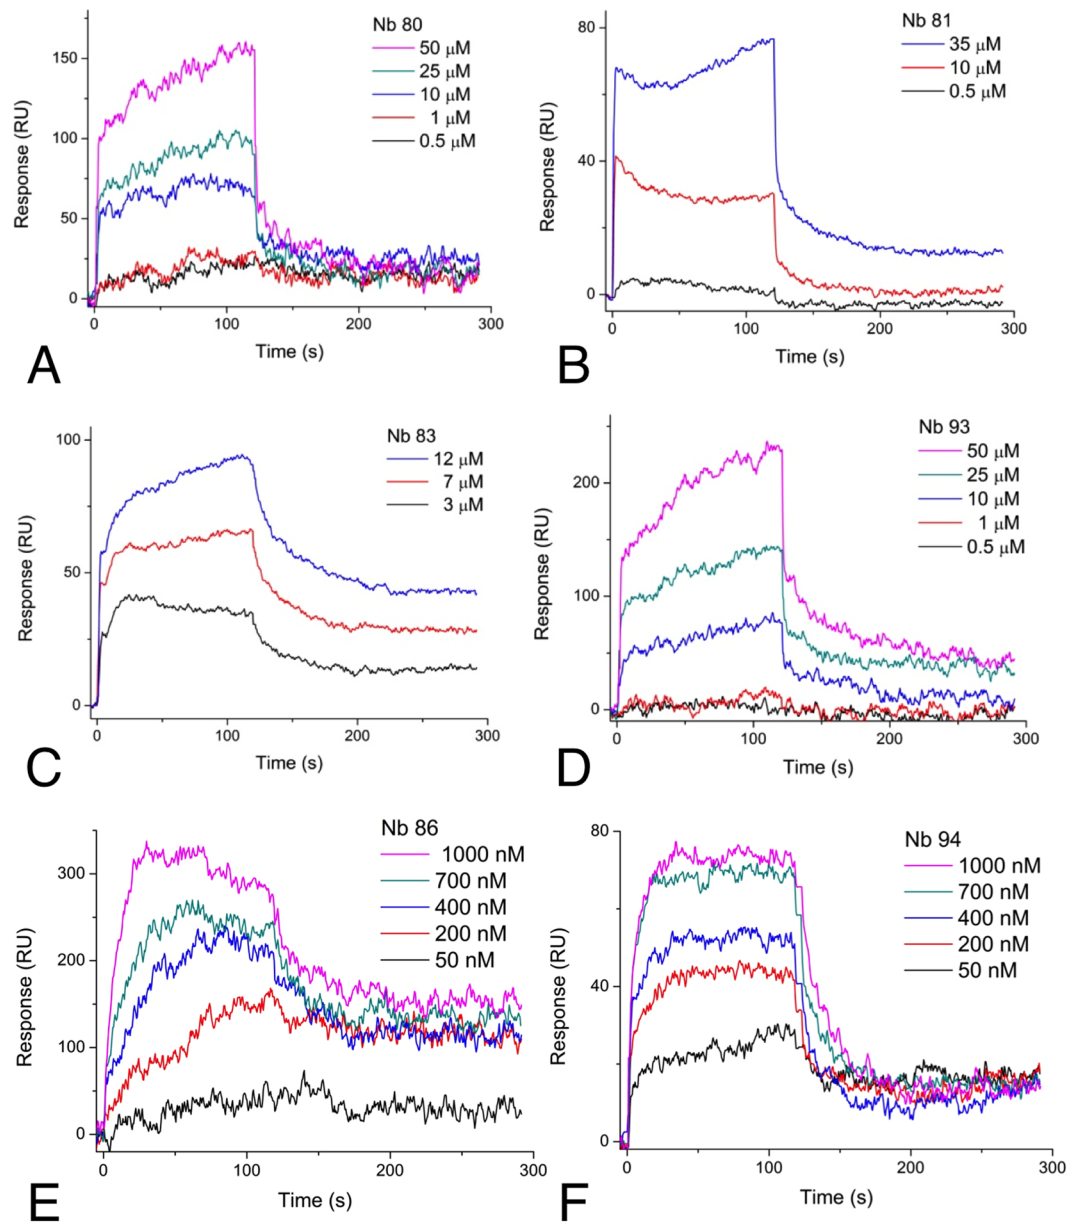 Nb 80
50 μM
25 μM
10 μM
1 μM
0.5 μM
150
100
50
0
0
100
200
300
Response (RU)
Time (s)
A
Nb 81
35 μM
10 μM
0.5 μM
80
40
0
0
100
200
300
Response (RU)
Time (s)
B
Nb 83
12 μM
7 μM
3 μM
100
50
0
0
100
200
300
Response (RU)
Time (s)
C
Nb 93
50 μM
25 μM
10 μM
1 μM
0.5 μM
200
100
0
0
100
200
300
Response (RU)
Time (s)
D
Nb 86
1000 nM
700 nM
400 nM
200 nM
50 nM
300
200
100
0
0
100
200
300
Response (RU)
Time (s)
E
Nb 94
1000 nM
700 nM
400 nM
200 nM
50 nM
80
40
0
0
100
200
300
Response (RU)
Time (s)
F